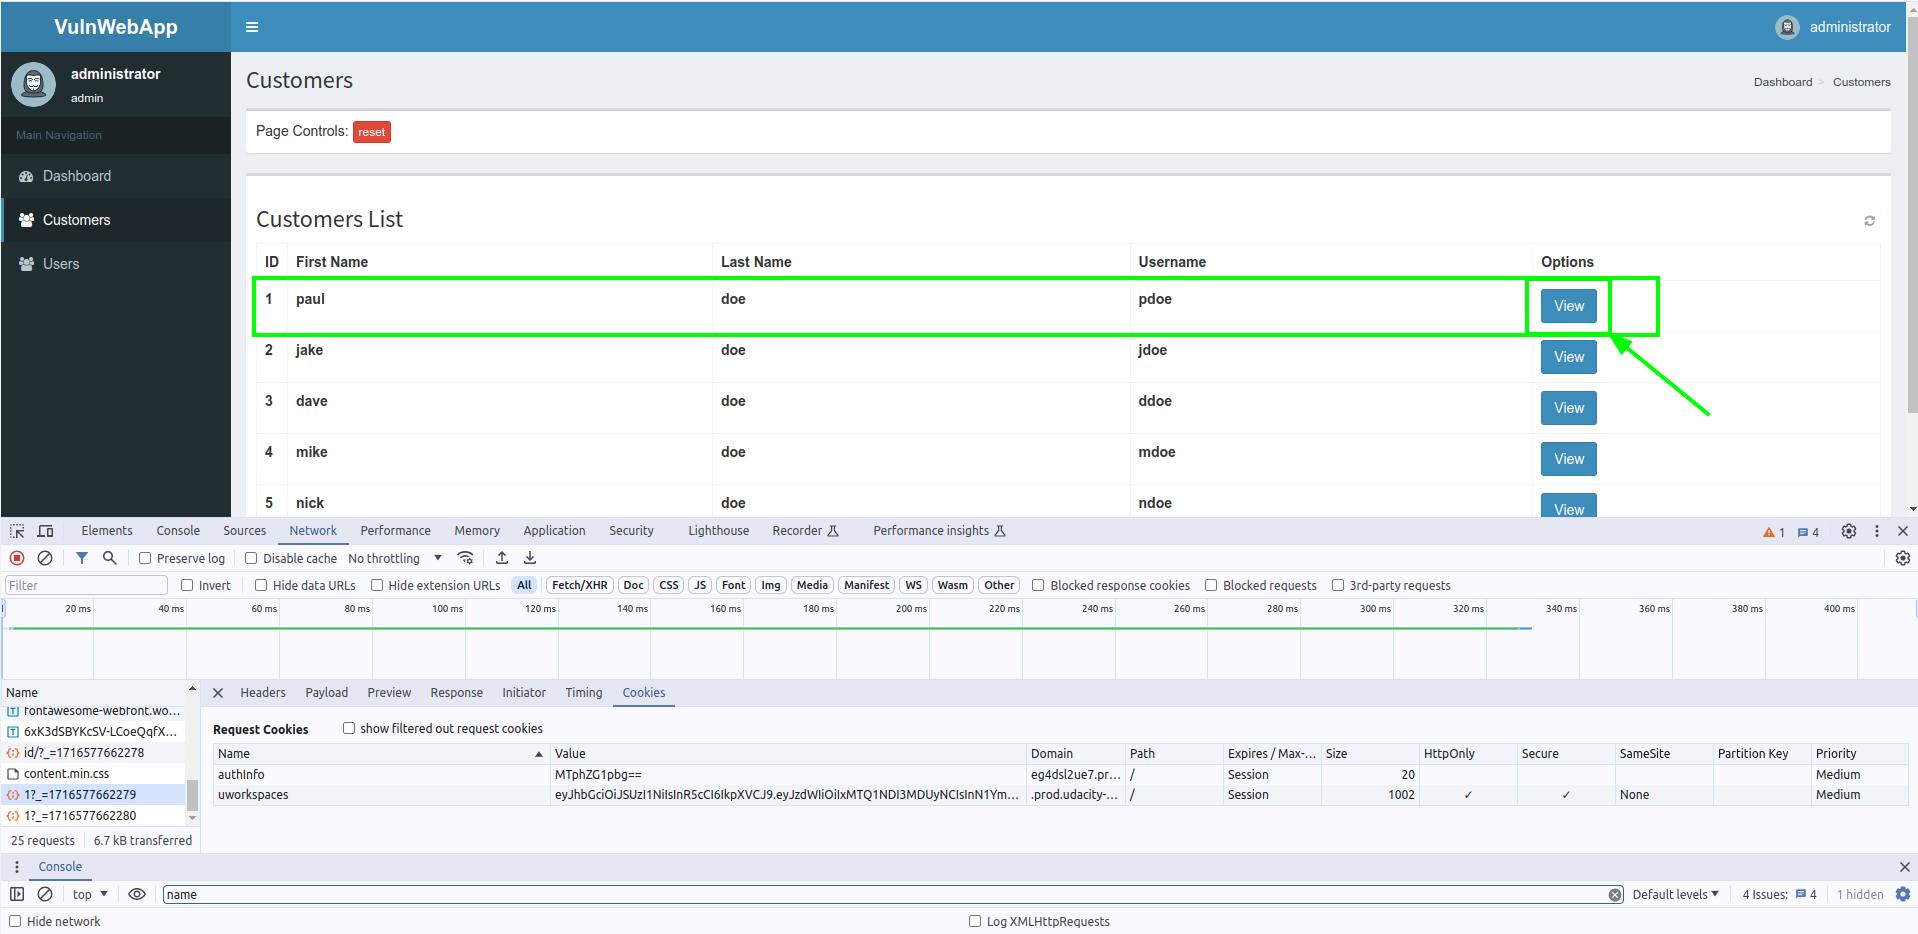 VulnWebApp
administrator
administrator
admin
Customers
Dashboard > Customers
Main Navigation
Page Controls: reset
Dashboard
Customers
Users
Customers List
ID First Name Last Name Username Options
1 paul doe pdoe View
2 jake doe jdoe View
3 dave doe ddoe View
4 mike doe mdoe View
5 nick doe ndoe View
Elements Console Sources Network Performance Memory Application Security Lighthouse Recorder Performance insights 1 4
Preserve log Disable cache No throttling
Filter Invert Hide data URLs Hide extension URLs All Fetch/XHR Doc CSS JS Font Img Media Manifest WS Wasm Other Blocked response cookies Blocked requests 3rd-party requests
20 ms 40 ms 60 ms 80 ms 100 ms 120 ms 140 ms 160 ms 180 ms 200 ms 220 ms 240 ms 260 ms 280 ms 300 ms 320 ms 340 ms 360 ms 380 ms 400 ms
Name
fontawesome-webfont.wo...
6xK3dSBYKcSV-LCoeQqfX...
id/?_=1716577662278
content.min.css
1?_=1716577662279
1?_=1716577662280
25 requests 6.7 kB transferred
Headers Payload Preview Response Initiator Timing Cookies
Request Cookies show filtered out request cookies
Name Value Domain Path Expires / Max-... Size HttpOnly Secure SameSite Partition Key Priority
authInfo MTphZG1pbg== eg4dsl2ue7.pr... / Session 20 Medium
uworkspaces eyJhbGciOiJSUzI1NiIsInR5cCI6IkpXVCJ9.eyJzdWIiOiIxMTQ1NDI3MDUyNCIsInN1Ym... .prod.udacity-... / Session 1002 ✓ ✓ None Medium
Console
top name Default levels 4 Issues: 4 1 hidden
Hide network Log XMLHttpRequests